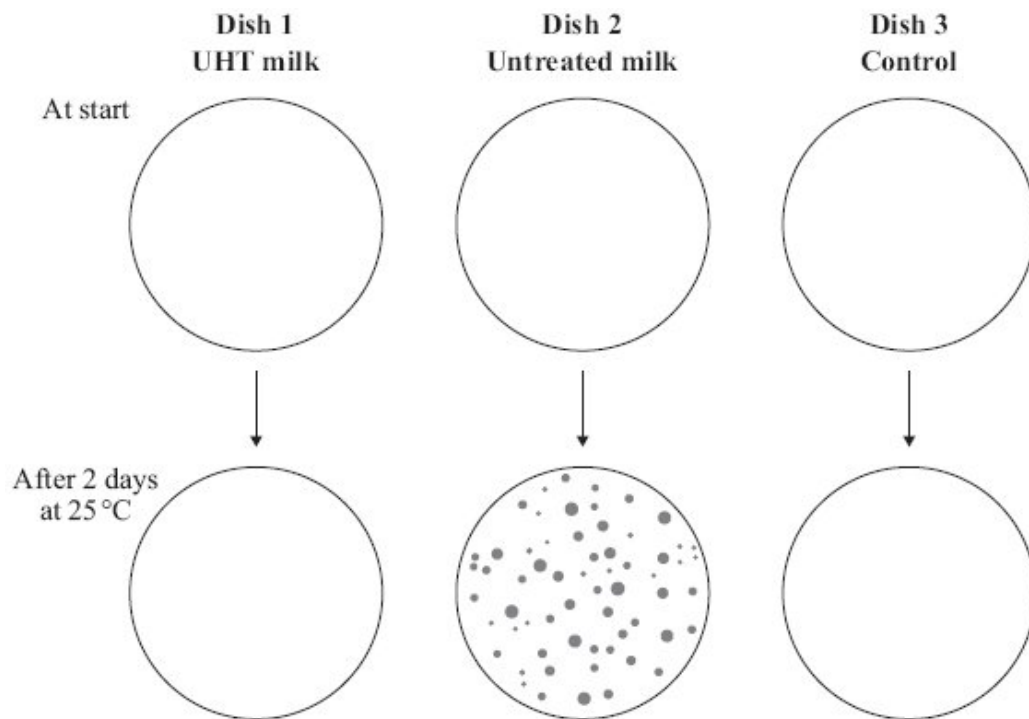 Dish 1
UHT milk
Dish 2
Untreated milk
Dish 3
Control
At start
After 2 days
at 25 °C